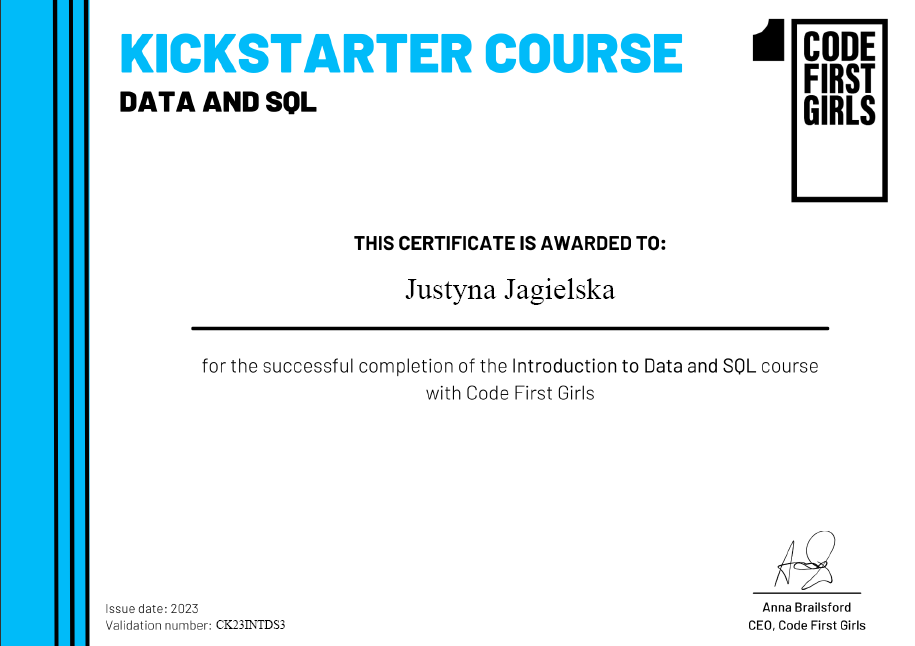 KICKSTARTER COURSE
DATA AND SQL
CODE
FIRST
GIRLS
THIS CERTIFICATE IS AWARDED TO:
Justyna Jagielska
for the successful completion of the Introduction to Data and SQL course
with Code First Girls
Issue date: 2023
Validation number: CK23INTDS3
Anna Brailsford
CEO, Code First Girls